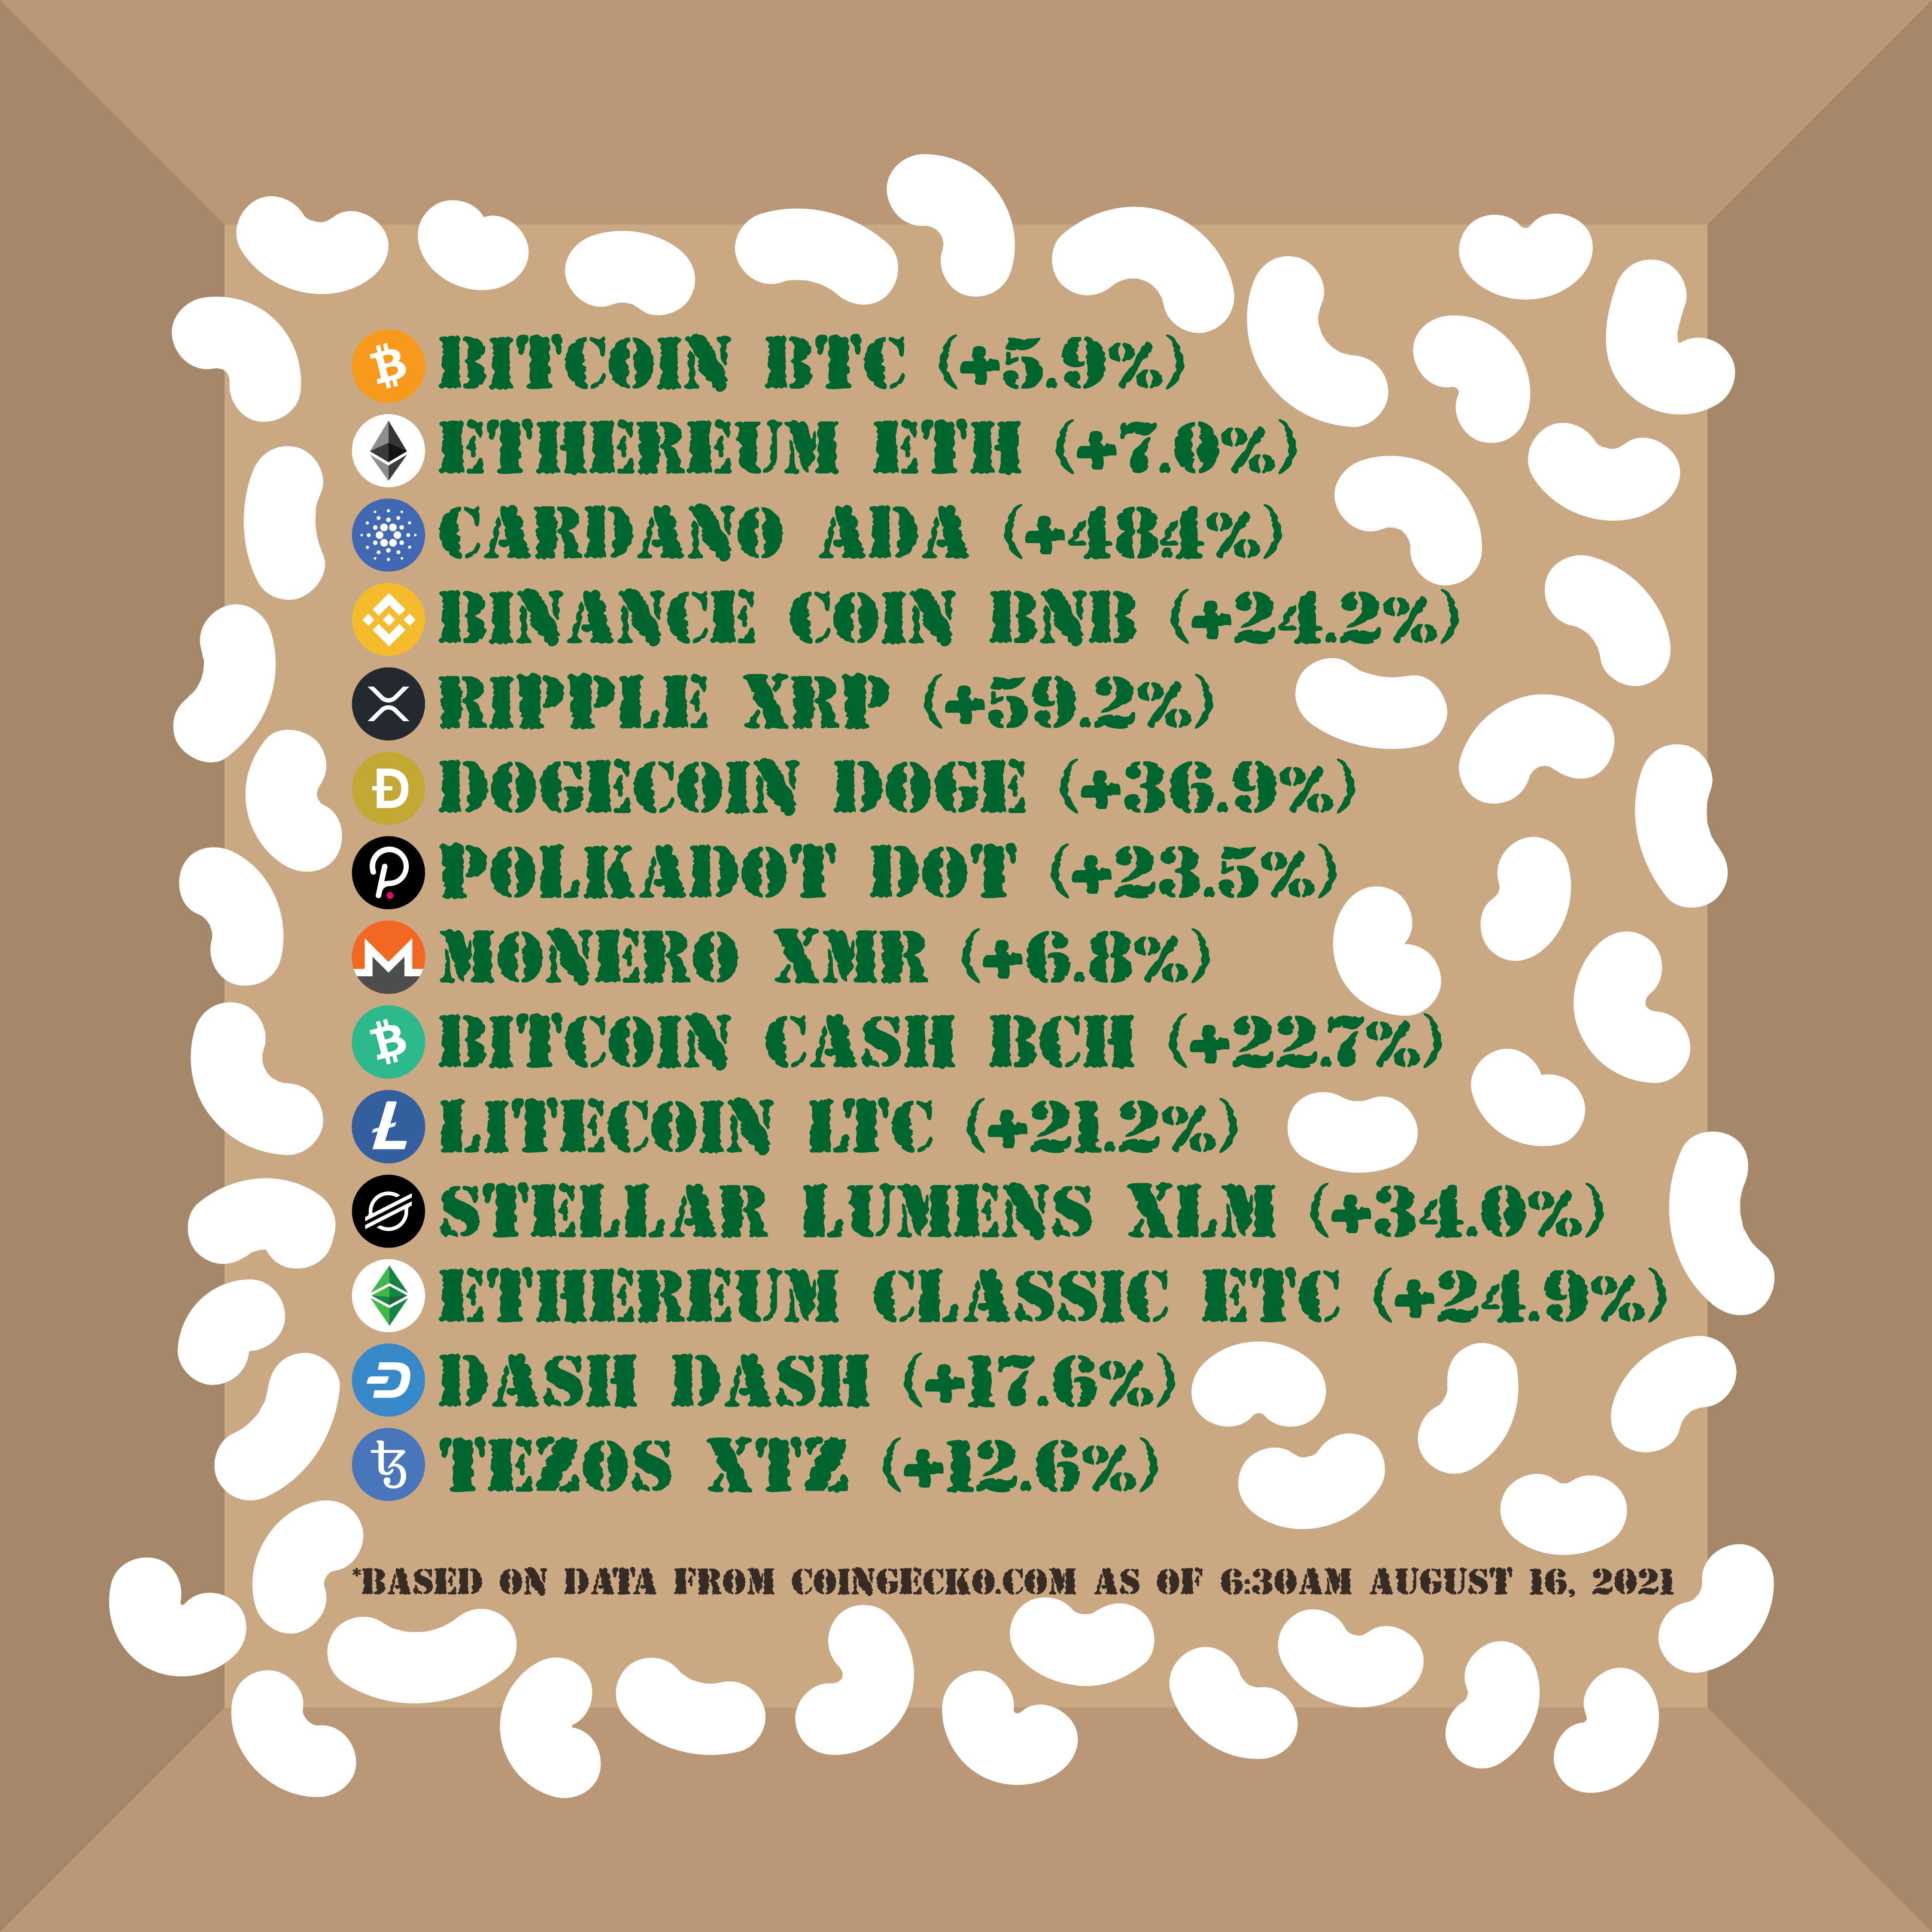 BITCOIN BTC (+5.9%)
ETHEREUM ETH (+7.0%)
CARDANO ADA (+48.4%)
BINANCE COIN BNB (+24.2%)
RIPPLE XRP (+59.2%)
DOGECOIN DOGE (+36.9%)
POLKADOT DOT (+23.5%)
MONERO XMR (+6.8%)
BITCOIN CASH BCH (+22.7%)
LITECOIN LTC (+21.2%)
STELLAR LUMENS XLM (+34.0%)
ETHEREUM CLASSIC ETC (+24.9%)
DASH DASH (+17.6%)
TEZOS XTZ (+12.6%)
*BASED ON DATA FROM COINGECKO.COM AS OF 6:30AM AUGUST 16, 2021